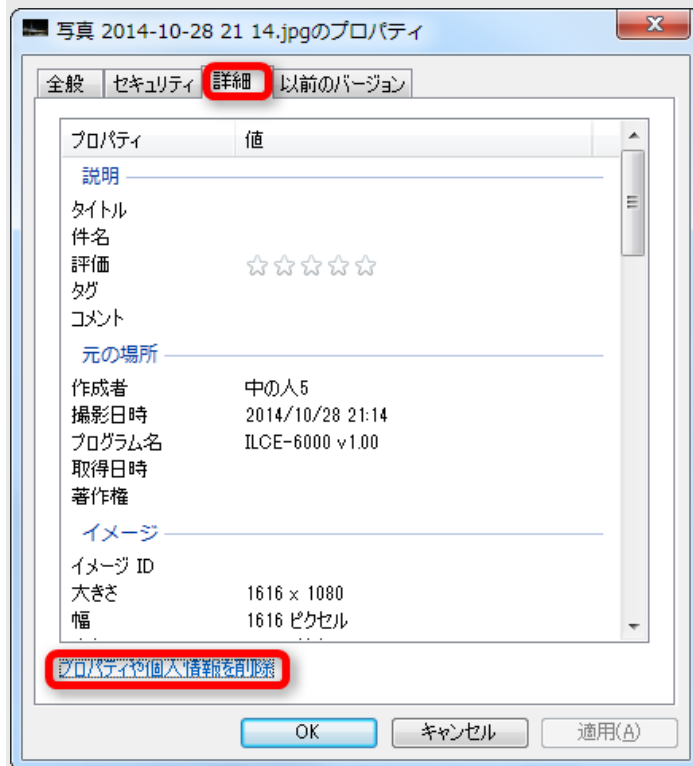 写真 2014-10-28 21 14.jpgのプロパティ
全般 セキュリティ 詳細 以前のバージョン
プロパティ 値
説明
タイトル
件名
評価
タグ
コメント
元の場所
作成者 中の人5
撮影日時 2014/10/28 21:14
プログラム名 ILCE-6000 v1.00
取得日時
著作権
イメージ
イメージ ID
大きさ 1616 x 1080
幅 1616 ピクセル
プロパティや個人情報を削除
OK キャンセル 適用(A)